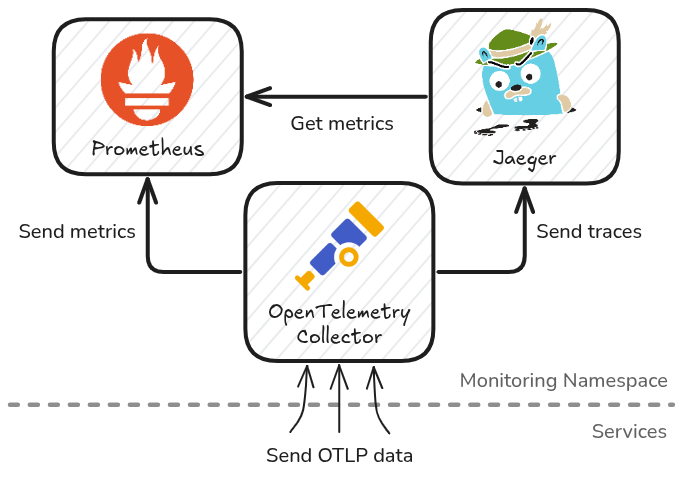 Prometheus
Get metrics
Jaeger
Send metrics
Send traces
OpenTelemetry
Collector
Monitoring Namespace
Services
Send OTLP data